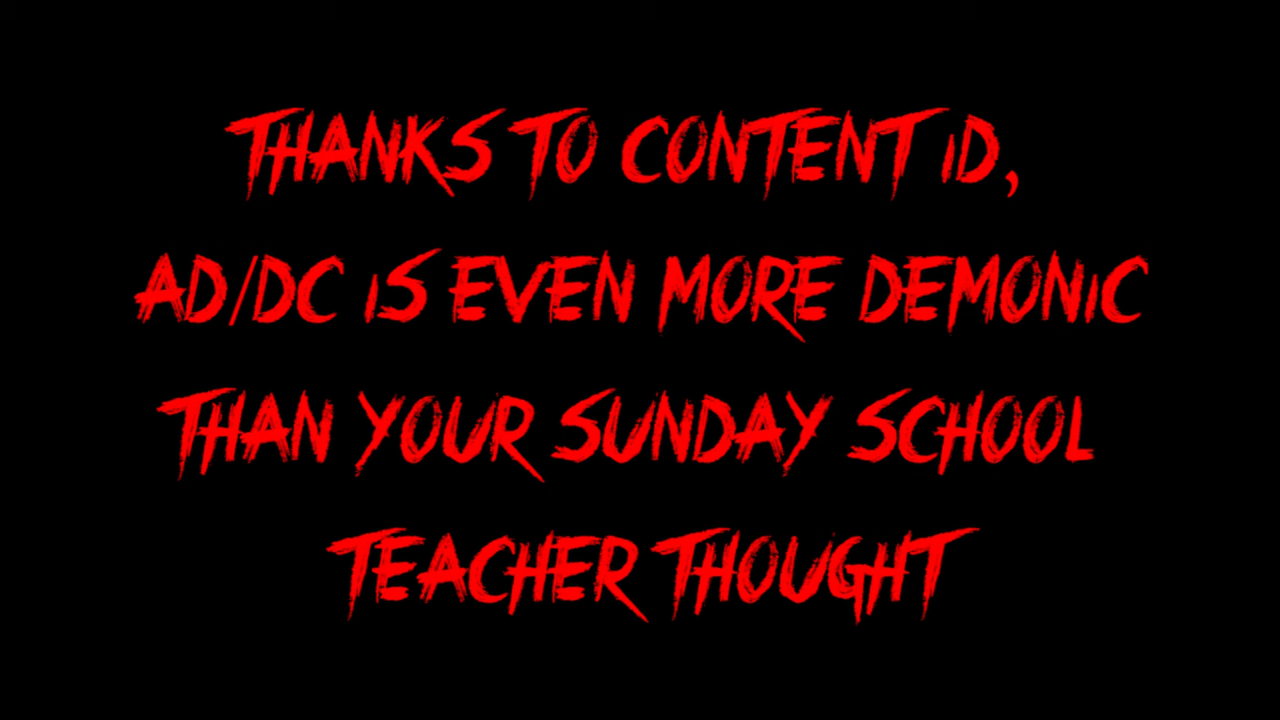 THANKS TO CONTENT iD,
AD/DC iS EVEN MORE DEMONiC
THAN YOUR SUNDAY SCHOOL
TEACHER THOUGHT